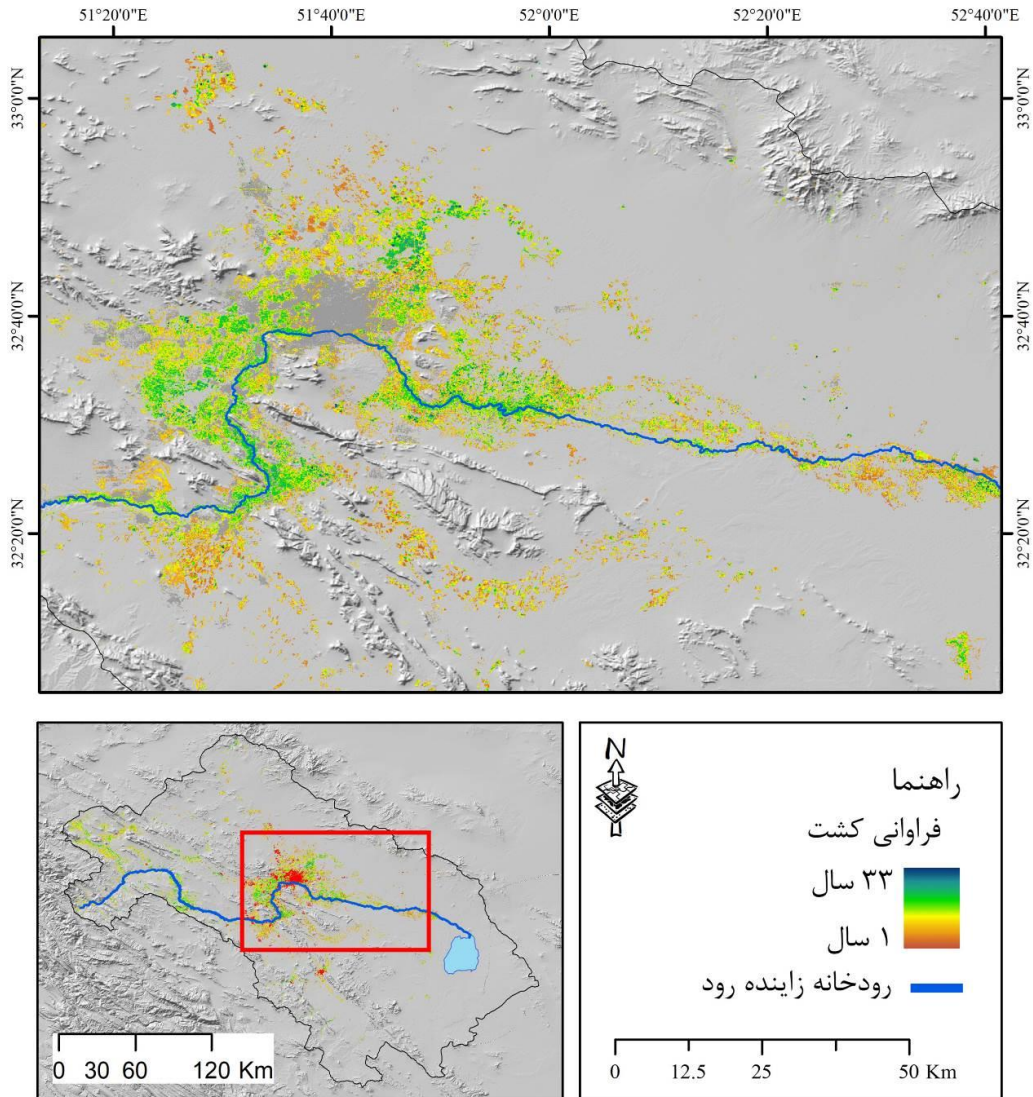 51°20'0"E 51°40'0"E 52°0'0"E 52°20'0"E 52°40'0"E
33°0'0"N 33°0'0"N
32°40'0"N 32°40'0"N
32°20'0"N 32°20'0"N
N
راهنما
فراوانی کشت
۳۳ سال
۱ سال
رودخانه زاینده رود
0 30 60 120 Km
0 12.5 25 50 Km